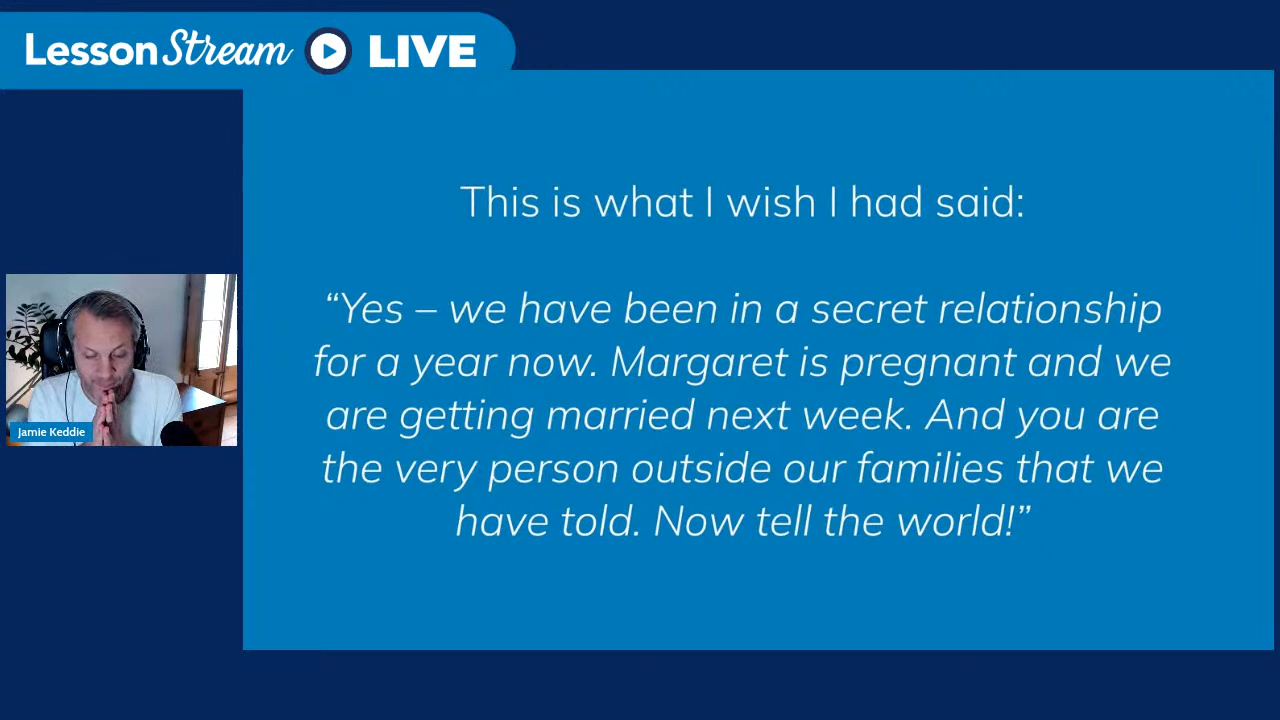 LessonStream LIVE
This is what I wish I had said:
“Yes – we have been in a secret relationship
for a year now. Margaret is pregnant and we
are getting married next week. And you are
the very person outside our families that we
have told. Now tell the world!”
Jamie Keddie